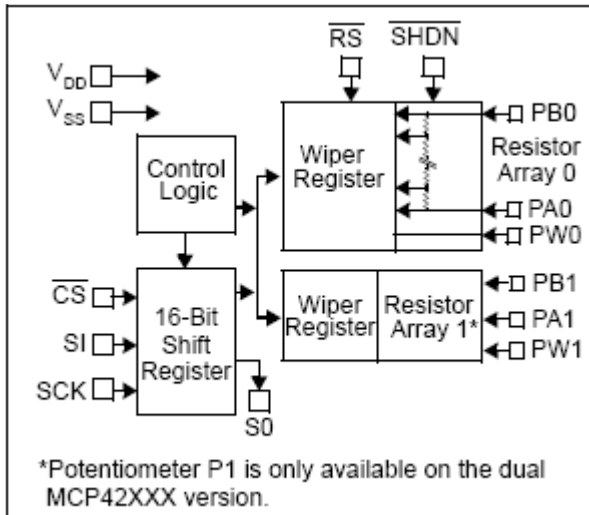 RS
SHDN
VDD
VSS
PB0
Wiper
Register
Resistor
Array 0
Control
Logic
PA0
PW0
CS
SI
SCK
16-Bit
Shift
Register
Wiper
Register
Resistor
Array 1*
PB1
PA1
PW1
S0
*Potentiometer P1 is only available on the dual
MCP42XXX version.